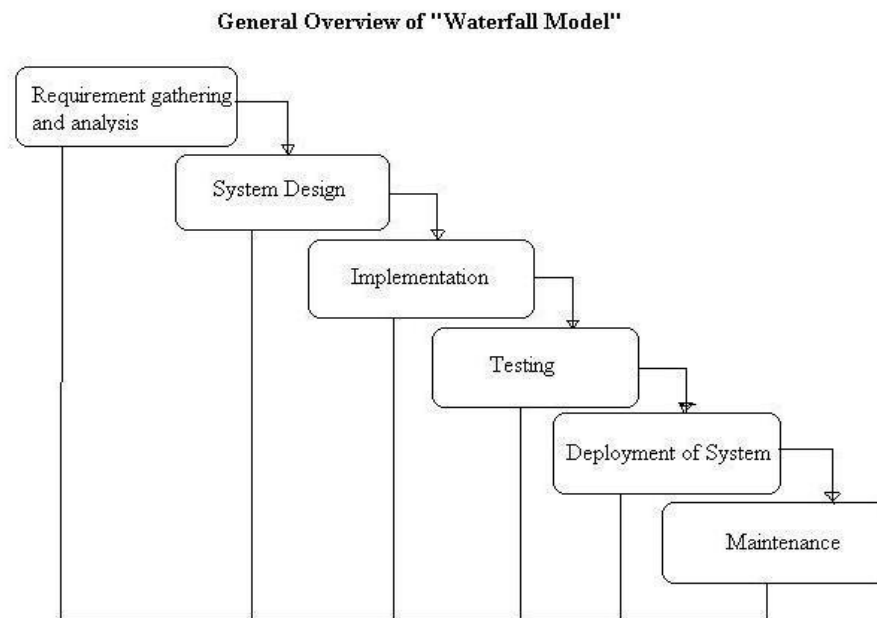 General Overview of "Waterfall Model"
Requirement gathering
and analysis
System Design
Implementation
Testing
Deployment of System
Maintenance